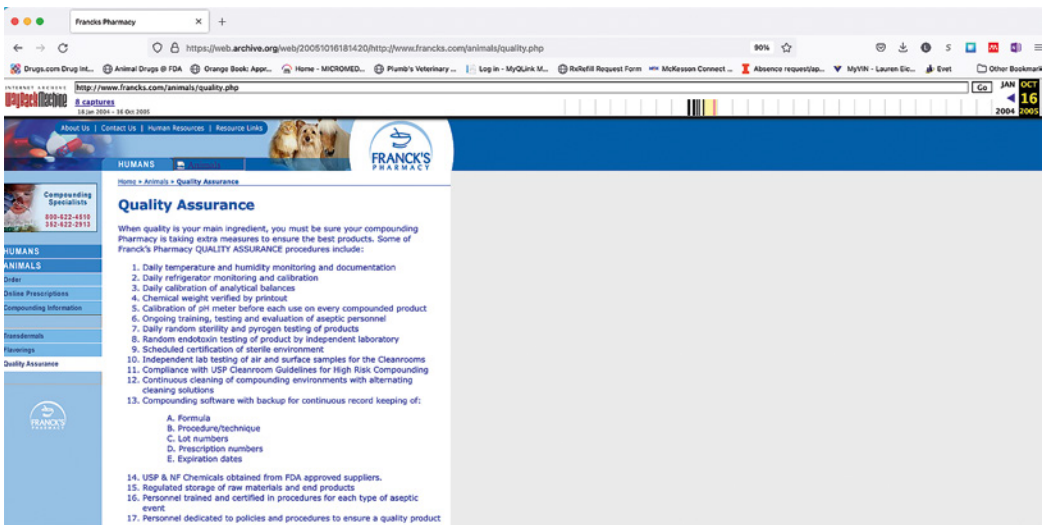 Francks Pharmacy
https://web.archive.org/web/20051016181420/http://www.francks.com/animals/quality.php
90%
Drugs.com Drug Int...
Animal Drugs @ FDA
Orange Book: Appr...
Home - MICROMED...
Plumb's Veterinary ...
Log in - MyQLink M...
RxRefill Request Form
McKesson Connect ...
Absence request/ap...
MyVIN - Lauren Eic...
Evet
Other Bookmark
INTERNET ARCHIVE
WayBackMachine
http://www.francks.com/animals/quality.php
Go
JAN OCT
8 captures
16
18 Jan 2004 - 16 Oct 2005
2004 2005
About Us | Contact Us | Human Resources | Resource Links
FRANCK'S
PHARMACY
HUMANS
Home » Animals » Quality Assurance
Compounding
Specialists
800-622-4510
352-622-2913
HUMANS
ANIMALS
Order
Online Prescriptions
Compounding Information
Transdermals
Flavorings
Quality Assurance
FRANCK'S
PHARMACY
Quality Assurance
When quality is your main ingredient, you must be sure your compounding
Pharmacy is taking extra measures to ensure the best products. Some of
Franck's Pharmacy QUALITY ASSURANCE procedures include:
1. Daily temperature and humidity monitoring and documentation
2. Daily refrigerator monitoring and calibration
3. Daily calibration of analytical balances
4. Chemical weight verified by printout
5. Calibration of pH meter before each use on every compounded product
6. Ongoing training, testing and evaluation of aseptic personnel
7. Daily random sterility and pyrogen testing of products
8. Random endotoxin testing of product by independent laboratory
9. Scheduled certification of sterile environment
10. Independent lab testing of air and surface samples for the Cleanrooms
11. Compliance with USP Cleanroom Guidelines for High Risk Compounding
12. Continuous cleaning of compounding environments with alternating
cleaning solutions
13. Compounding software with backup for continuous record keeping of:
A. Formula
B. Procedure/technique
C. Lot numbers
D. Prescription numbers
E. Expiration dates
14. USP & NF Chemicals obtained from FDA approved suppliers.
15. Regulated storage of raw materials and end products
16. Personnel trained and certified in procedures for each type of aseptic
event
17. Personnel dedicated to policies and procedures to ensure a quality product